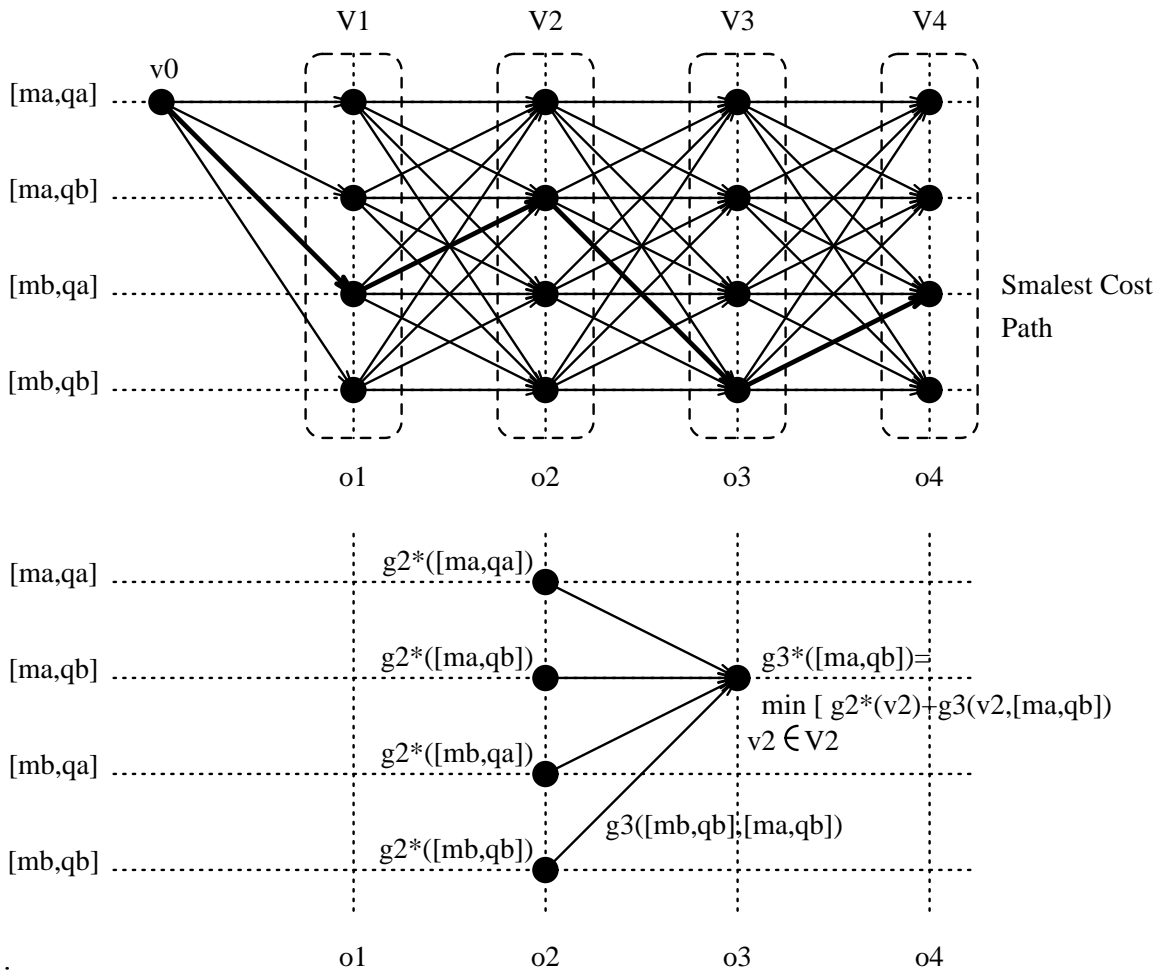 V1 V2 V3 V4
v0
[ma,qa]
[ma,qb]
[mb,qa]
Smalest Cost
Path
[mb,qb]
o1 o2 o3 o4
[ma,qa] g2*([ma,qa])
[ma,qb] g2*([ma,qb]) g3*([ma,qb])=
min [ g2*(v2)+g3(v2,[ma,qb])
v2 ∈ V2
[mb,qa] g2*([mb,qa])
g3([mb,qb],[ma,qb])
[mb,qb] g2*([mb,qb])
o1 o2 o3 o4
.